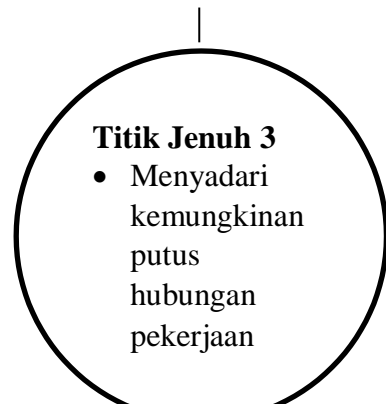 Titik Jenuh 3
• Menyadari
kemungkinan
putus
hubungan
pekerjaan